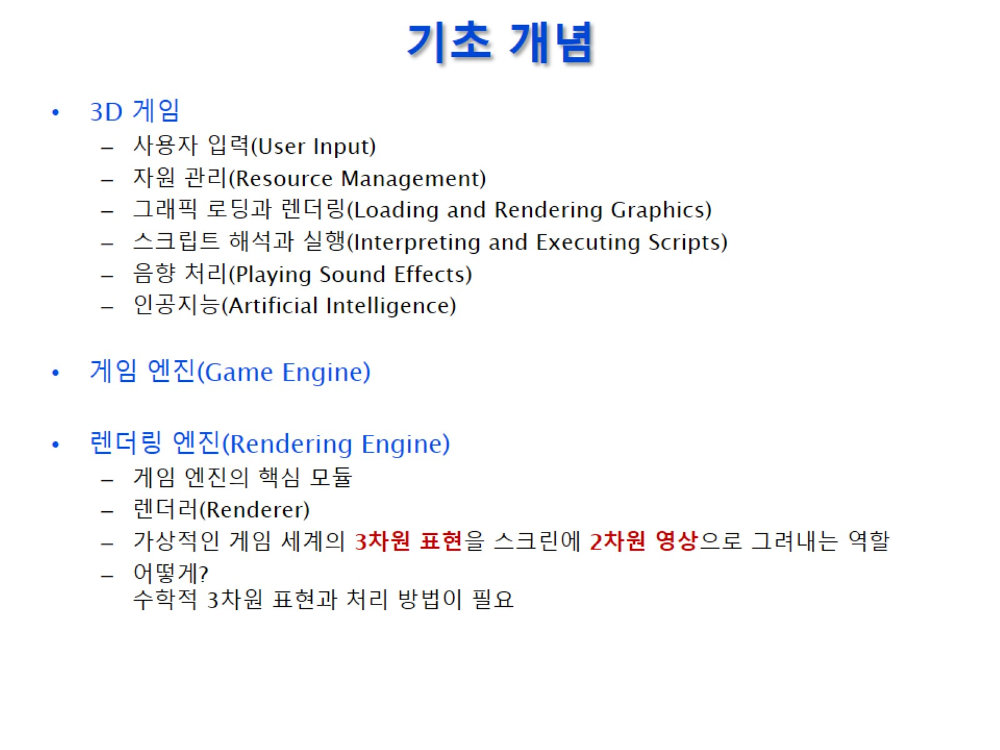 기초 개념
• 3D 게임
– 사용자 입력(User Input)
– 자원 관리(Resource Management)
– 그래픽 로딩과 렌더링(Loading and Rendering Graphics)
– 스크립트 해석과 실행(Interpreting and Executing Scripts)
– 음향 처리(Playing Sound Effects)
– 인공지능(Artificial Intelligence)
• 게임 엔진(Game Engine)
• 렌더링 엔진(Rendering Engine)
– 게임 엔진의 핵심 모듈
– 렌더러(Renderer)
– 가상적인 게임 세계의 3차원 표현을 스크린에 2차원 영상으로 그려내는 역할
– 어떻게?
수학적 3차원 표현과 처리 방법이 필요